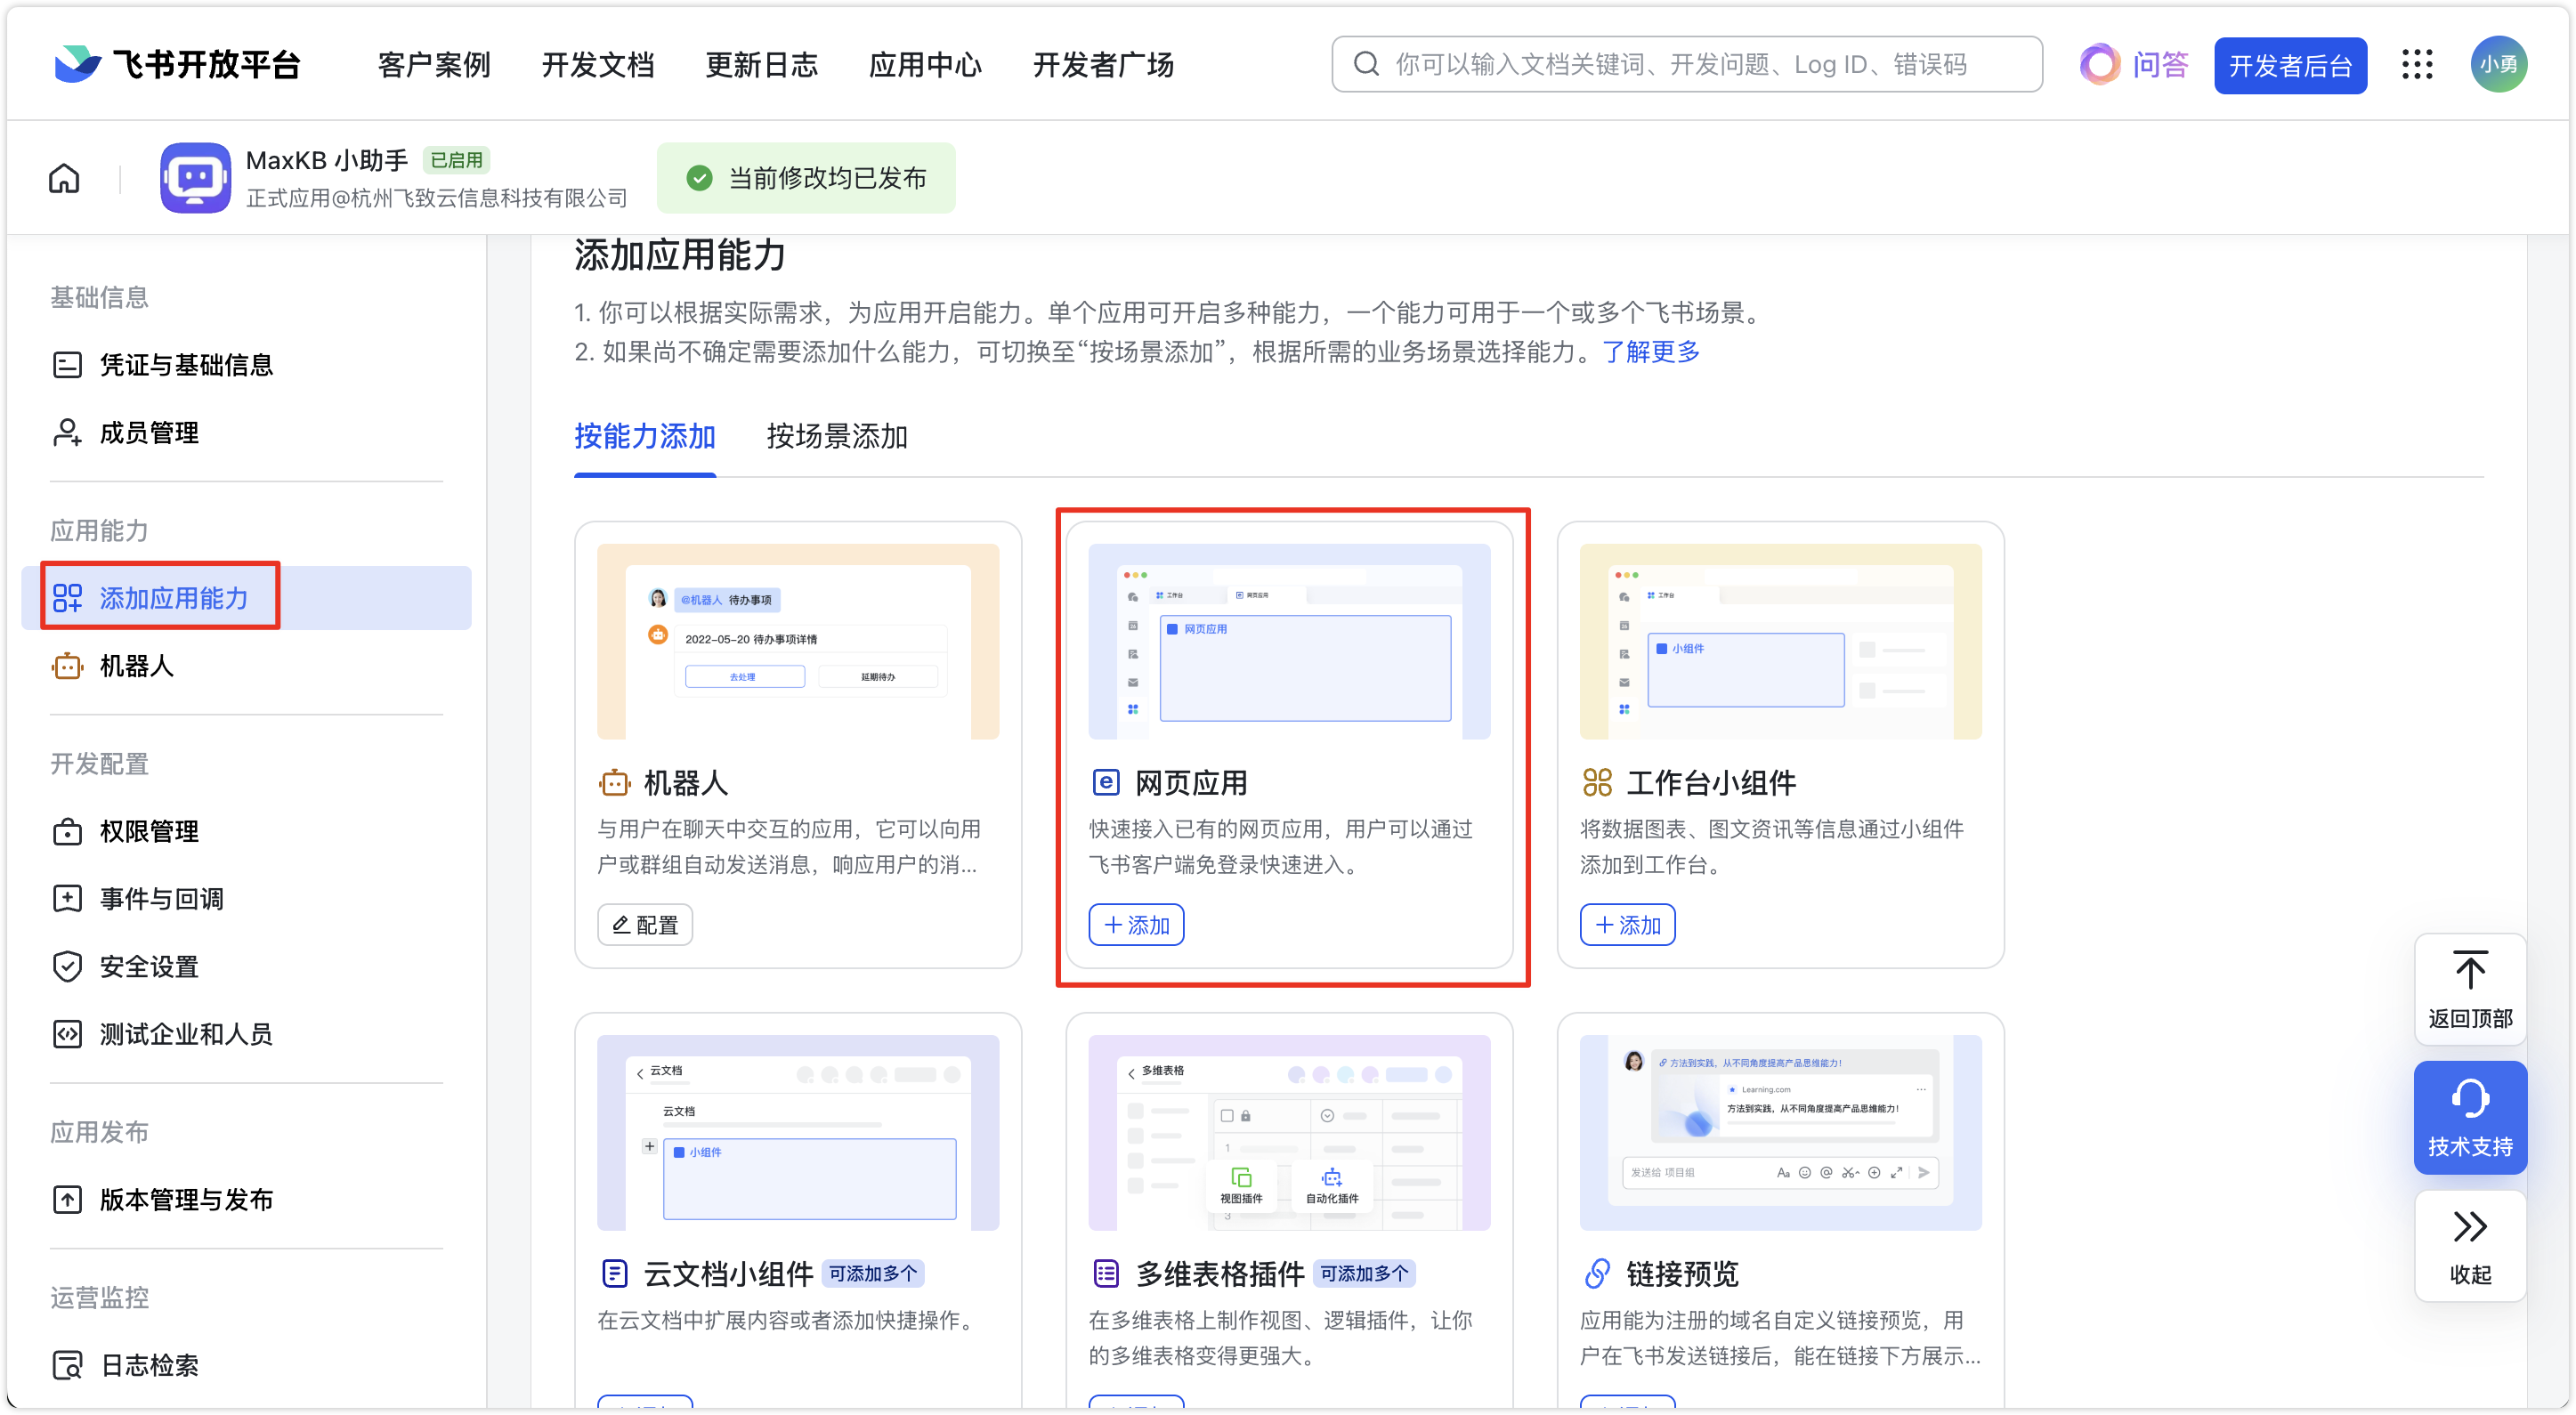 飞书开放平台
客户案例
开发文档
更新日志
应用中心
开发者广场
你可以输入文档关键词、开发问题、Log ID、错误码
问答
开发者后台
小勇
MaxKB 小助手
已启用
正式应用@杭州飞致云信息科技有限公司
当前修改均已发布
基础信息
凭证与基础信息
成员管理
应用能力
添加应用能力
机器人
开发配置
权限管理
事件与回调
安全设置
测试企业和人员
应用发布
版本管理与发布
运营监控
日志检索
添加应用能力
1. 你可以根据实际需求，为应用开启能力。单个应用可开启多种能力，一个能力可用于一个或多个飞书场景。
2. 如果尚不确定需要添加什么能力，可切换至“按场景添加”，根据所需的业务场景选择能力。了解更多
按能力添加
按场景添加
@机器人 待办事项
2022-05-20 待办事项详情
去处理
延期待办
机器人
与用户在聊天中交互的应用，它可以向用
户或群组自动发送消息，响应用户的消...
配置
工作台
网页应用
网页应用
网页应用
快速接入已有的网页应用，用户可以通过
飞书客户端免登录快速进入。
添加
工作台
小组件
工作台小组件
将数据图表、图文资讯等信息通过小组件
添加到工作台。
添加
云文档
云文档
小组件
云文档小组件
可添加多个
在云文档中扩展内容或者添加快捷操作。
多维表格
1
视图插件
自动化插件
3
多维表格插件
可添加多个
在多维表格上制作视图、逻辑插件，让你
的多维表格变得更强大。
方法到实践，从不同角度提高产品思维能力！
Learning.com
方法到实践，从不同角度提高产品思维能力！
发送给 项目组
Aa
链接预览
应用能为注册的域名自定义链接预览，用
户在飞书发送链接后，能在链接下方展示...
返回顶部
技术支持
收起